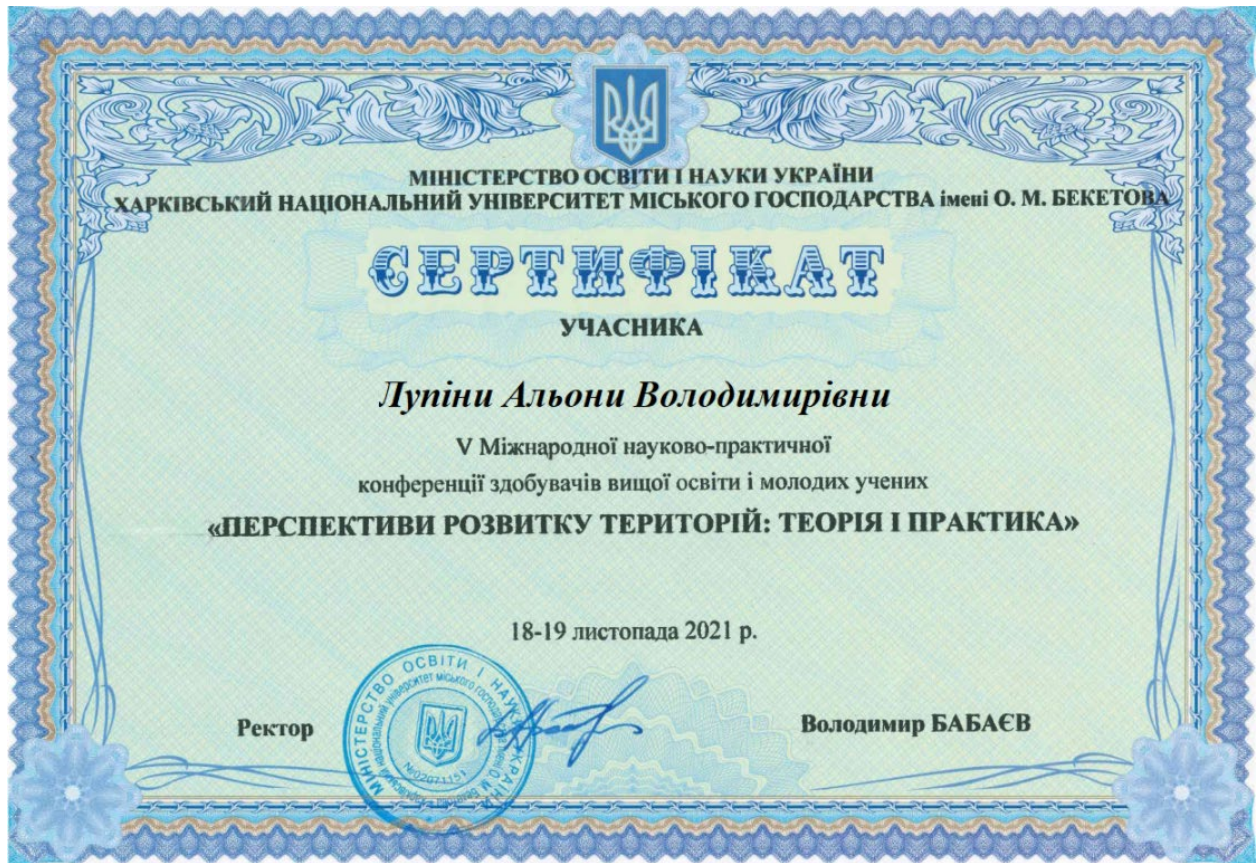 МІНІСТЕРСТВО ОСВІТИ І НАУКИ УКРАЇНИ
ХАРКІВСЬКИЙ НАЦІОНАЛЬНИЙ УНІВЕРСИТЕТ МІСЬКОГО ГОСПОДАРСТВА імені О. М. БЕКЕТОВА
СЕРТИФІКАТ
УЧАСНИКА
Лупіни Альони Володимирівни
V Міжнародної науково-практичної
конференції здобувачів вищої освіти і молодих учених
«ПЕРСПЕКТИВИ РОЗВИТКУ ТЕРИТОРІЙ: ТЕОРІЯ І ПРАКТИКА»
18-19 листопада 2021 р.
Ректор
МІНІСТЕРСТВО ОСВІТИ І НАУКИ УКРАЇНИ
№02071151
Володимир БАБАЄВ